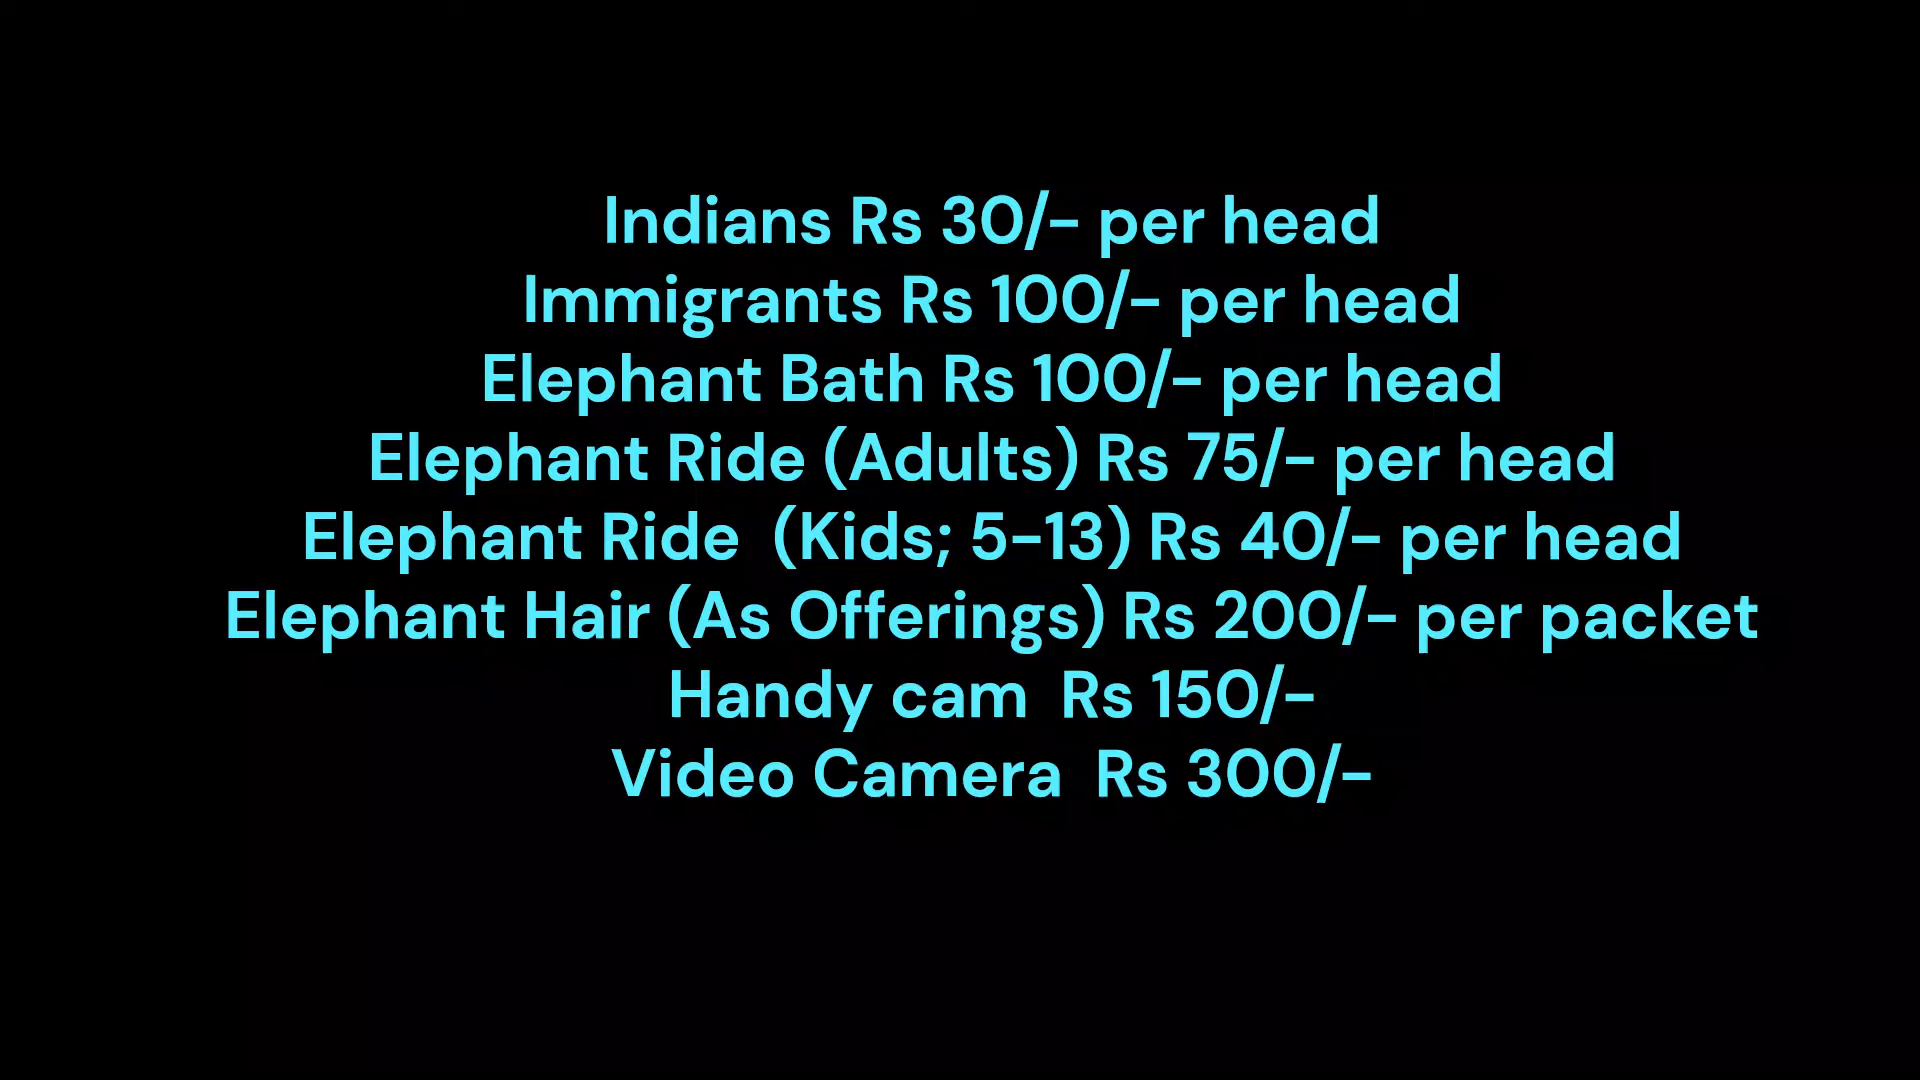 Indians Rs 30/- per head
Immigrants Rs 100/- per head
Elephant Bath Rs 100/- per head
Elephant Ride (Adults) Rs 75/- per head
Elephant Ride  (Kids; 5-13) Rs 40/- per head
Elephant Hair (As Offerings) Rs 200/- per packet
Handy cam  Rs 150/-
Video Camera  Rs 300/-